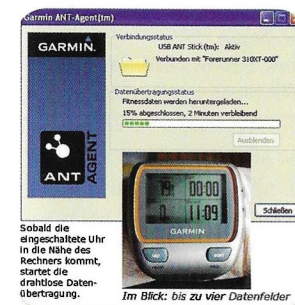 Garmin ANT-Agent(tm)
GARMIN.
Verbindungsstatus
USB ANT Stick (tm): Aktiv
Verbunden mit "Forerunner 310XT-000"
Datenübertragungsstatus
Fitnessdaten werden heruntergeladen...
15% abgeschlossen, 2 Minuten verbleibend
Ausblenden
ANT
AGENT
Schließen
00:00
11:09
GARMIN
Sobald die
eingeschaltete Uhr
in die Nähe des
Rechners kommt,
startet die
drahtlose Daten-
übertragung.
Im Blick: bis zu vier Datenfelder